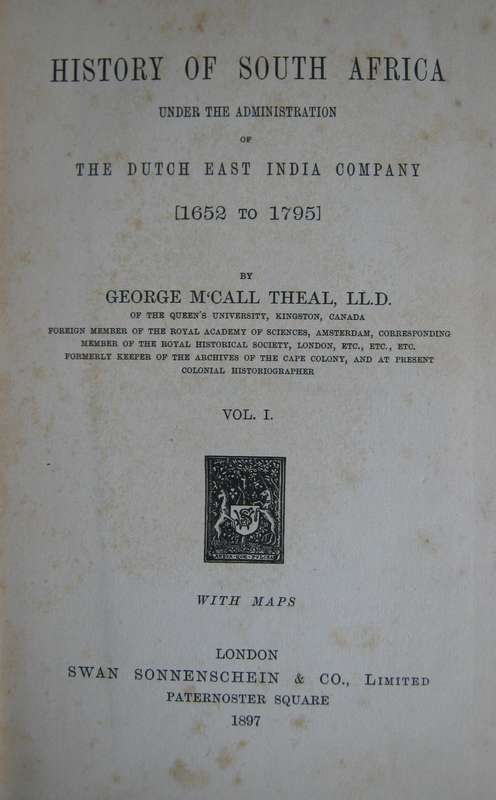 HISTORY OF SOUTH AFRICA
UNDER THE ADMINISTRATION
OF
THE DUTCH EAST INDIA COMPANY
[1652 TO 1795]
BY
GEORGE M‘CALL THEAL, LL.D.
OF THE QUEEN'S UNIVERSITY, KINGSTON, CANADA
FOREIGN MEMBER OF THE ROYAL ACADEMY OF SCIENCES, AMSTERDAM, CORRESPONDING
MEMBER OF THE ROYAL HISTORICAL SOCIETY, LONDON, ETC., ETC., ETC.
FORMERLY KEEPER OF THE ARCHIVES OF THE CAPE COLONY, AND AT PRESENT
COLONIAL HISTORIOGRAPHER
VOL. I.
WITH MAPS
LONDON
SWAN SONNENSCHEIN & CO., LIMITED
PATERNOSTER SQUARE
1897